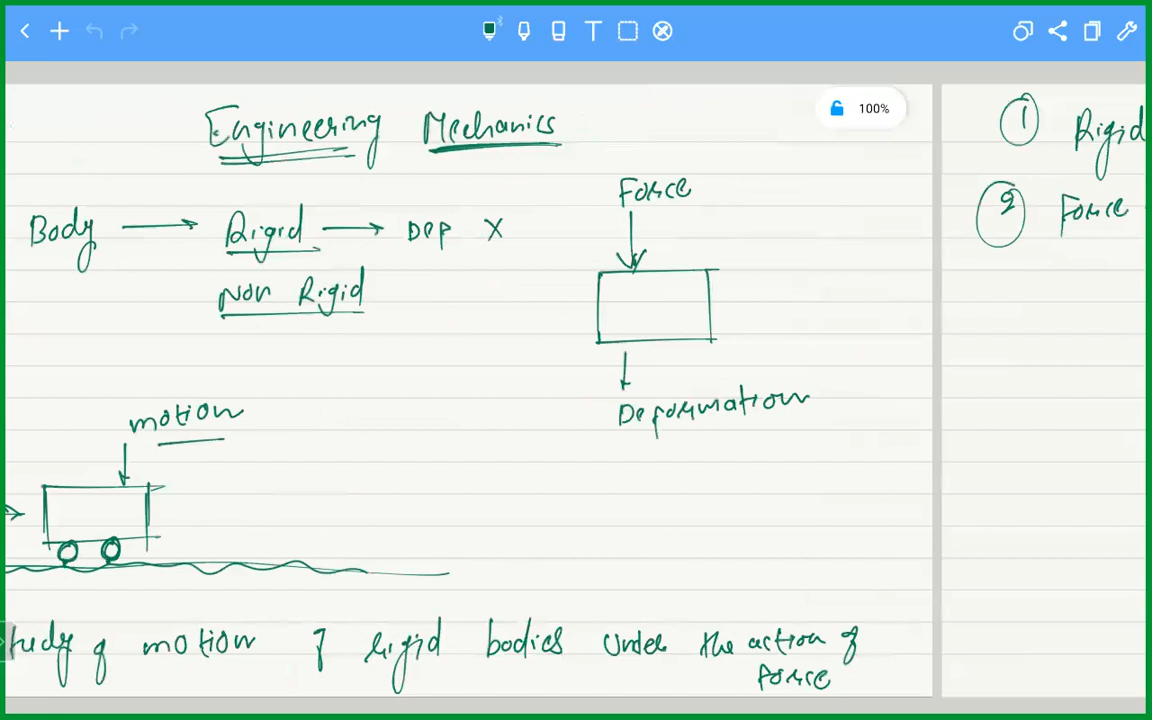 100%
Engineering Mechanics
Body → Rigid → Dep X
Non Rigid
Force
Deformation
motion
tudy of motion of rigid bodies under the action of
force
1 Rigid
2 Force
T